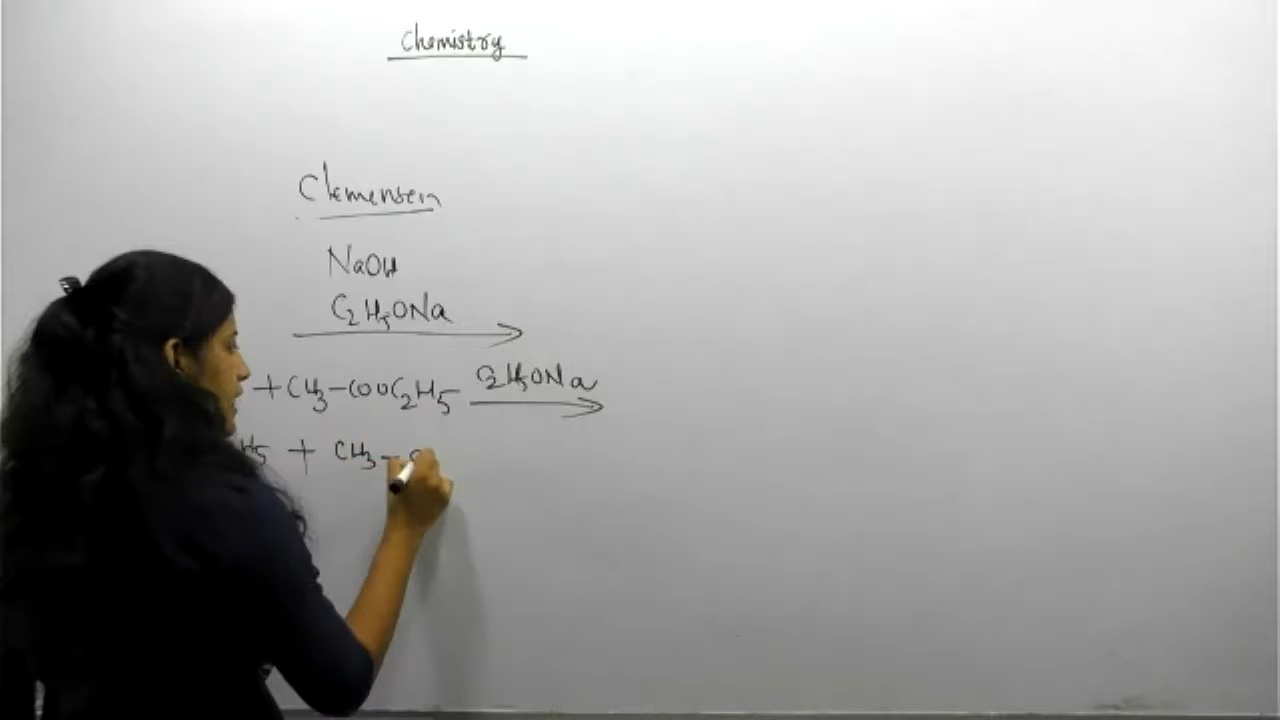 Chemistry
Clemensen
NaOH
C2H5ONa
+ CH3-COOC2H5 C2H5ONa
H5 + CH3-